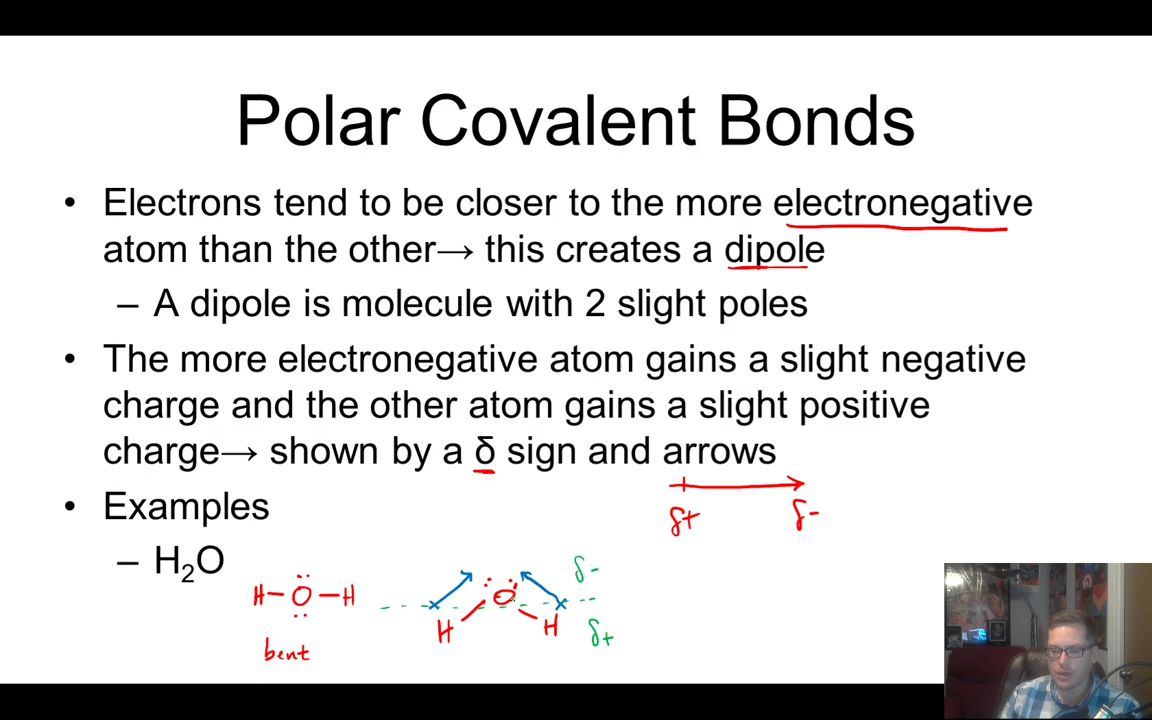 Polar Covalent Bonds
• Electrons tend to be closer to the more electronegative
atom than the other→ this creates a dipole
– A dipole is molecule with 2 slight poles
• The more electronegative atom gains a slight negative
charge and the other atom gains a slight positive
charge→ shown by a δ sign and arrows
• Examples
δ+ δ-
– H₂O
H-O-H
bent
O
H H
δ-
δ+